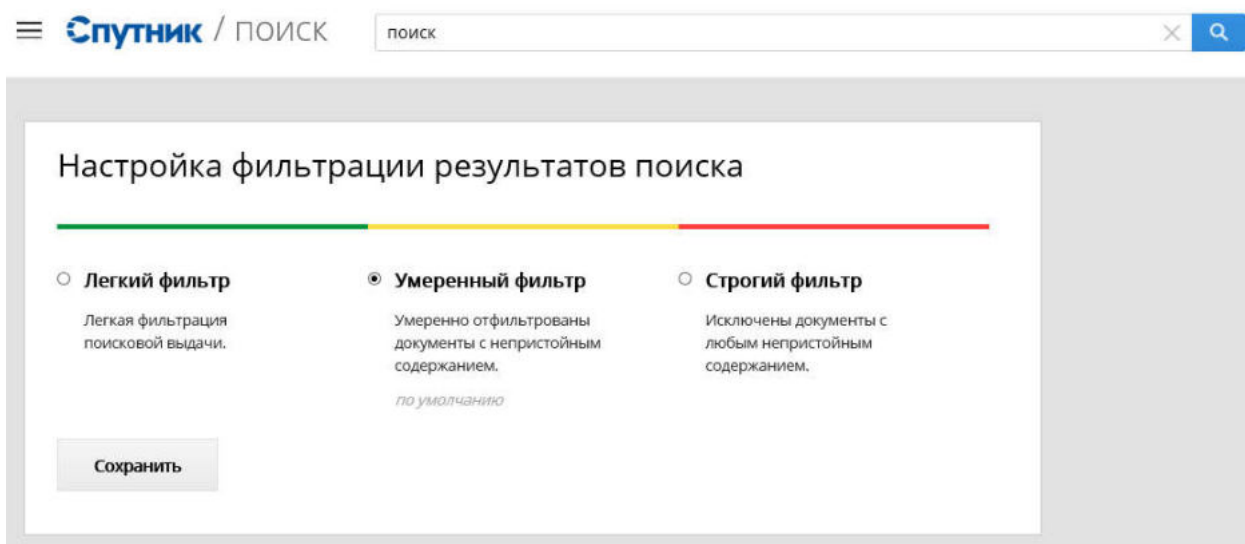 Спутник / ПОИСК
поиск
Настройка фильтрации результатов поиска
Легкий фильтр
Легкая фильтрация
поисковой выдачи.
Умеренный фильтр
Умеренно отфильтрованы
документы с непристойным
содержанием.
по умолчанию
Строгий фильтр
Исключены документы с
любым непристойным
содержанием.
Сохранить